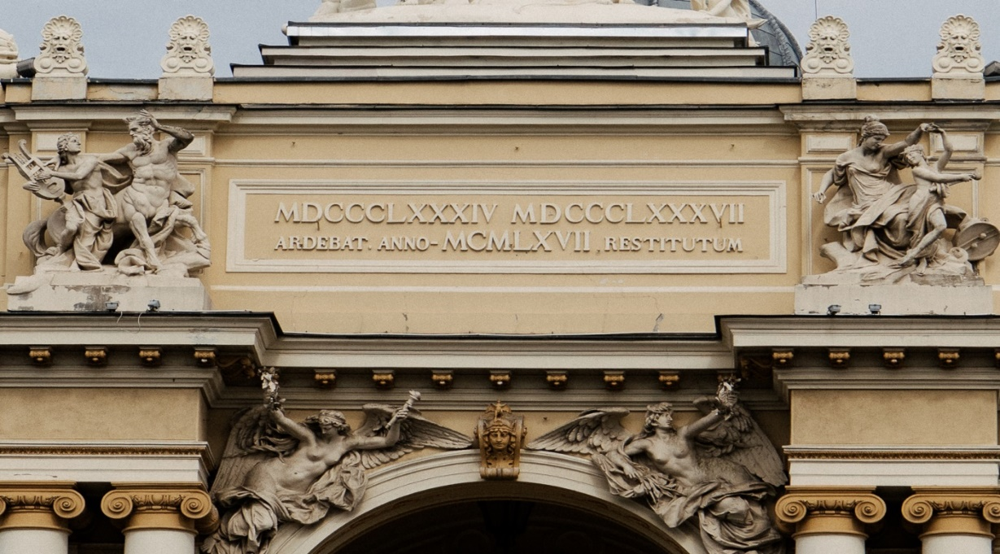 MDCCCLXXXIV MDCCCLXXXVII
ARDEBAT. ANNO-MCMLXVII RESTITUTUM